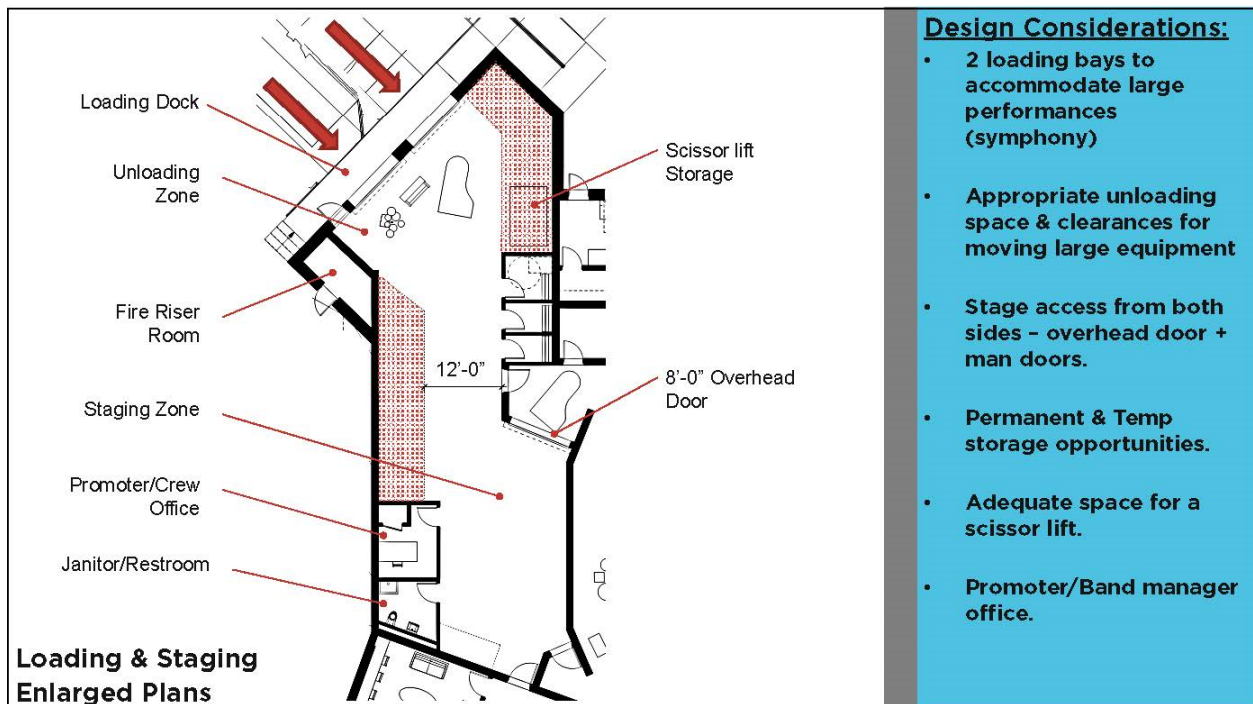 Loading Dock
Unloading
Zone
Fire Riser
Room
Staging Zone
Promoter/Crew
Office
Janitor/Restroom
Scissor lift
Storage
12'-0"
8'-0" Overhead
Door
Loading & Staging
Enlarged Plans
Design Considerations:
• 2 loading bays to
accommodate large
performances
(symphony)
• Appropriate unloading
space & clearances for
moving large equipment
• Stage access from both
sides – overhead door +
man doors.
• Permanent & Temp
storage opportunities.
• Adequate space for a
scissor lift.
• Promoter/Band manager
office.